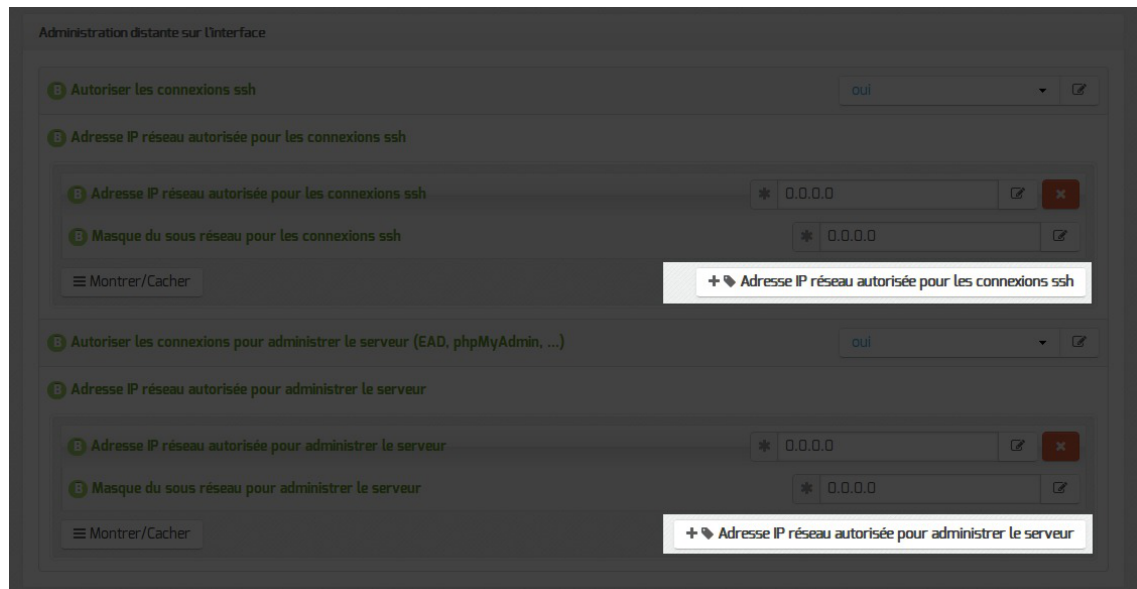 Administration distante sur l'interface
B Autoriser les connexions ssh oui
B Adresse IP réseau autorisée pour les connexions ssh
B Adresse IP réseau autorisée pour les connexions ssh 0.0.0.0
B Masque du sous réseau pour les connexions ssh 0.0.0.0
Montrer/Cacher + Adresse IP réseau autorisée pour les connexions ssh
B Autoriser les connexions pour administrer le serveur (EAD, phpMyAdmin, ...) oui
B Adresse IP réseau autorisée pour administrer le serveur
B Adresse IP réseau autorisée pour administrer le serveur 0.0.0.0
B Masque du sous réseau pour administrer le serveur 0.0.0.0
Montrer/Cacher + Adresse IP réseau autorisée pour administrer le serveur